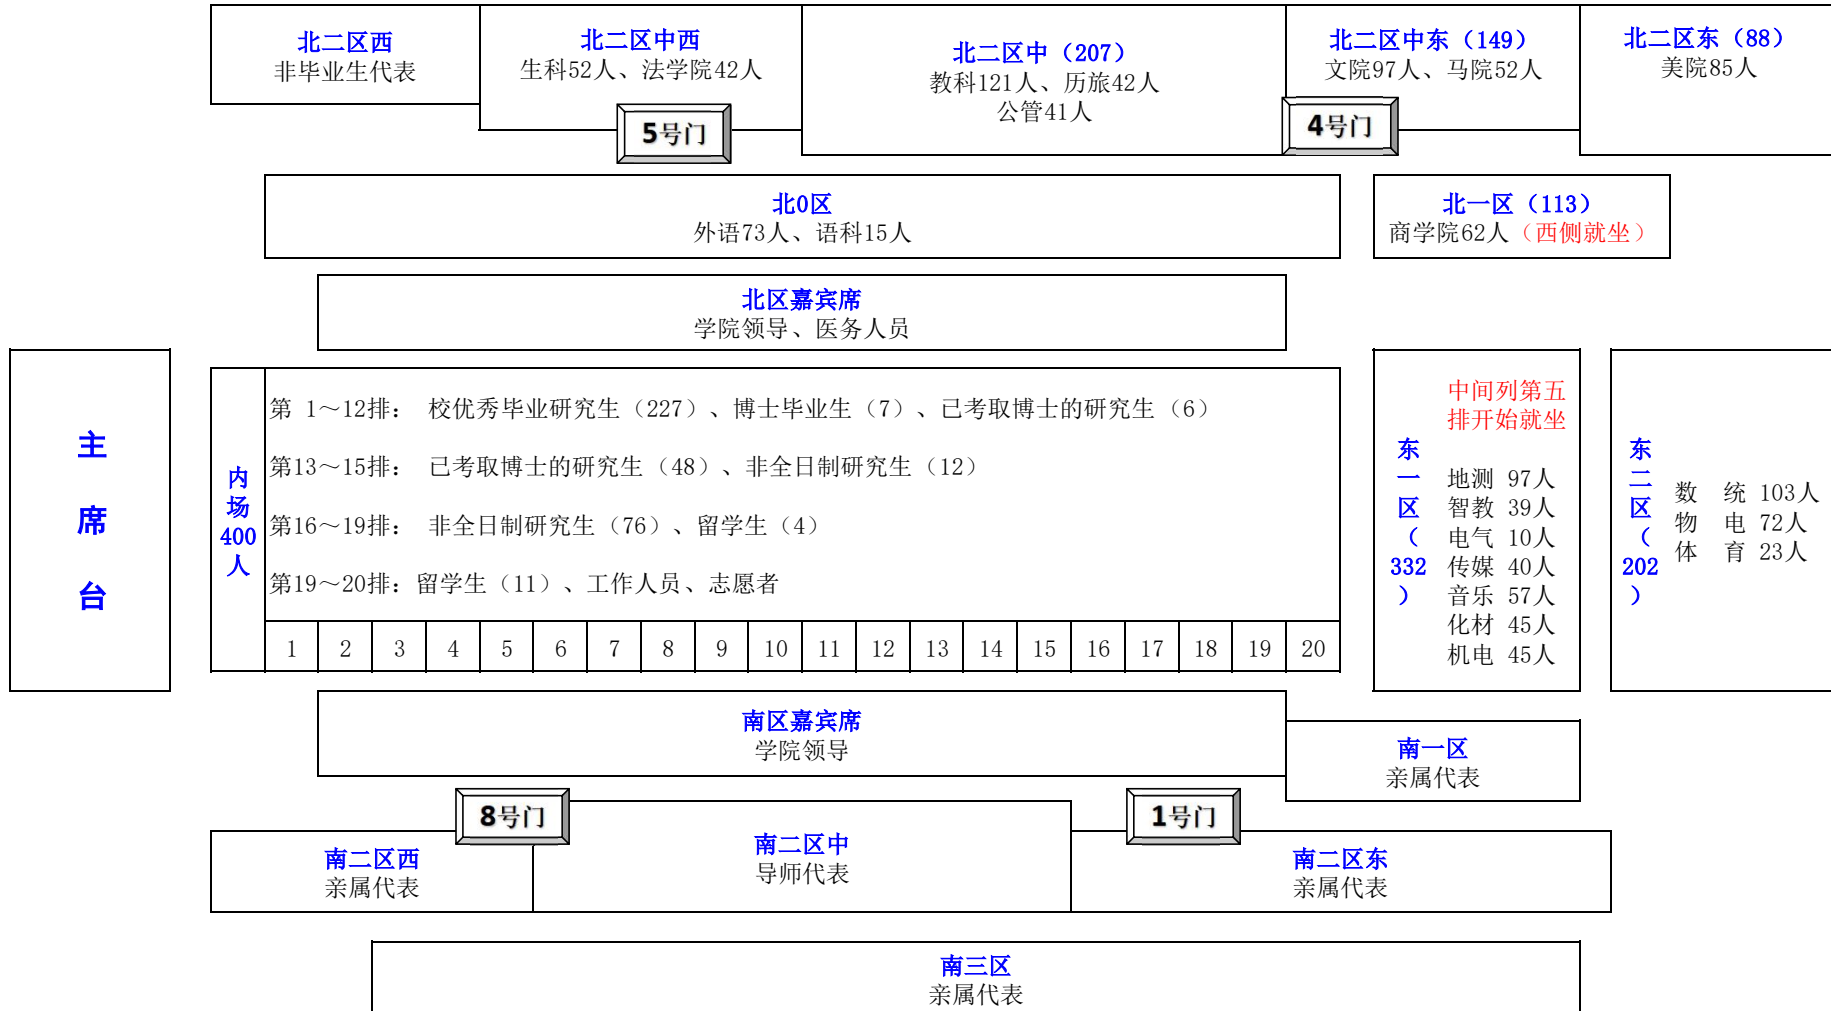 北二区西
非毕业生代表
北二区中西
生科52人、法学院42人
北二区中（207）
教科121人、历旅42人
公管41人
北二区中东（149）
文院97人、马院52人
北二区东（88）
美院85人
5号门
4号门
北0区
外语73人、语科15人
北一区（113）
商学院62人（西侧就坐）
北区嘉宾席
学院领导、医务人员
主席台
内场400人
第 1～12排： 校优秀毕业研究生（227）、博士毕业生（7）、已考取博士的研究生（6）
第13～15排： 已考取博士的研究生（48）、非全日制研究生（12）
第16～19排： 非全日制研究生（76）、留学生（4）
第19～20排：留学生（11）、工作人员、志愿者
1 2 3 4 5 6 7 8 9 10 11 12 13 14 15 16 17 18 19 20
东一区（332）
中间列第五
排开始就坐
地测 97人
智教 39人
电气 10人
传媒 40人
音乐 57人
化材 45人
机电 45人
东二区（202）
数 统 103人
物 电 72人
体 育 23人
南区嘉宾席
学院领导
南一区
亲属代表
8号门
1号门
南二区西
亲属代表
南二区中
导师代表
南二区东
亲属代表
南三区
亲属代表